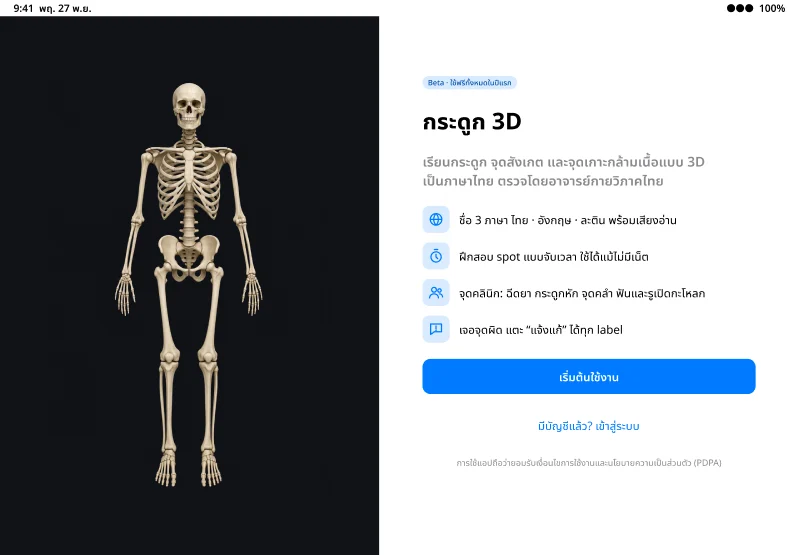 9:41 พฤ. 27 พ.ย.
100%
Beta · ใช้ฟรีทั้งหมดในปีแรก
กระดูก 3D
เรียนกระดูก จุดสังเกต และจุดเกาะกล้ามเนื้อแบบ 3D
เป็นภาษาไทย ตรวจโดยอาจารย์กายวิภาคไทย
ชื่อ 3 ภาษา ไทย · อังกฤษ · ละติน พร้อมเสียงอ่าน
ฝึกสอบ spot แบบจับเวลา ใช้ได้แม้ไม่มีเน็ต
จุดคลินิก: ฉีดยา กระดูกหัก จุดคลำ ฟันและรูเปิดกะโหลก
เจอจุดผิด แตะ “แจ้งแก้” ได้ทุก label
เริ่มต้นใช้งาน
มีบัญชีแล้ว? เข้าสู่ระบบ
การใช้แอปถือว่ายอมรับเงื่อนไขการใช้งานและนโยบายความเป็นส่วนตัว (PDPA)